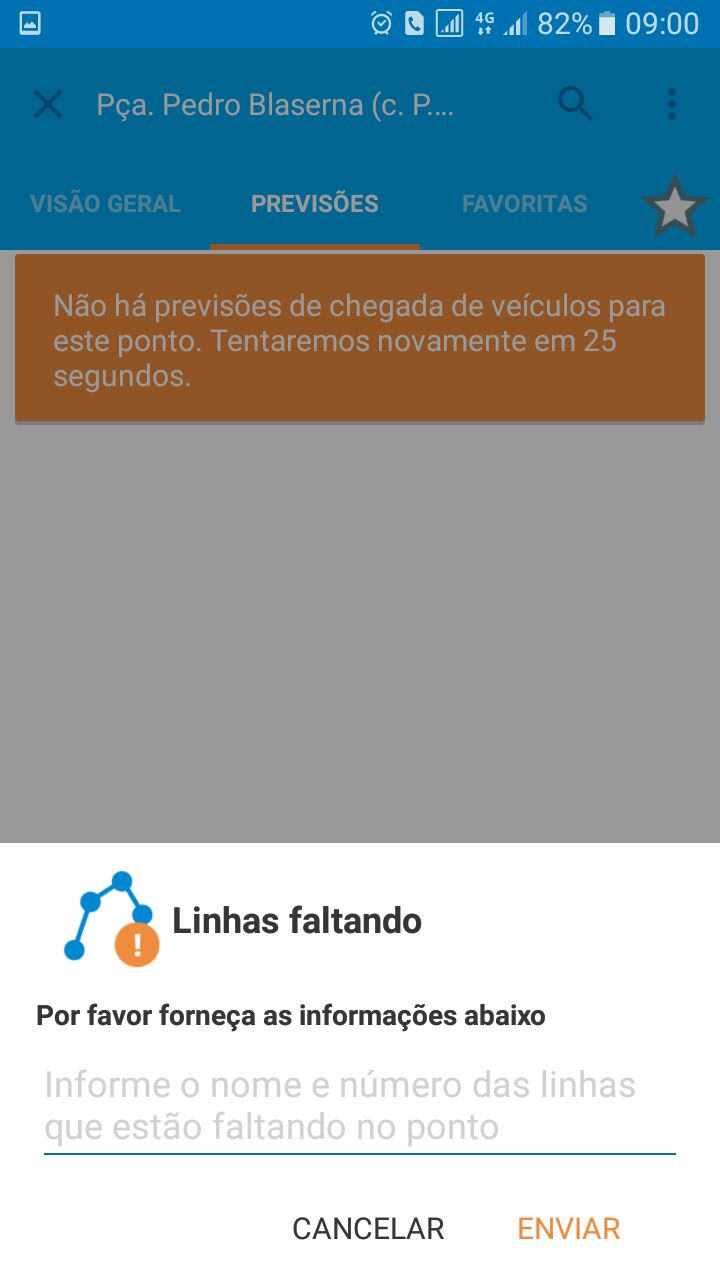 4G 82% 09:00
Pça. Pedro Blaserna (c. P....
VISÃO GERAL PREVISÕES FAVORITAS
Não há previsões de chegada de veículos para
este ponto. Tentaremos novamente em 25
segundos.
! Linhas faltando
Por favor forneça as informações abaixo
Informe o nome e número das linhas
que estão faltando no ponto
CANCELAR ENVIAR